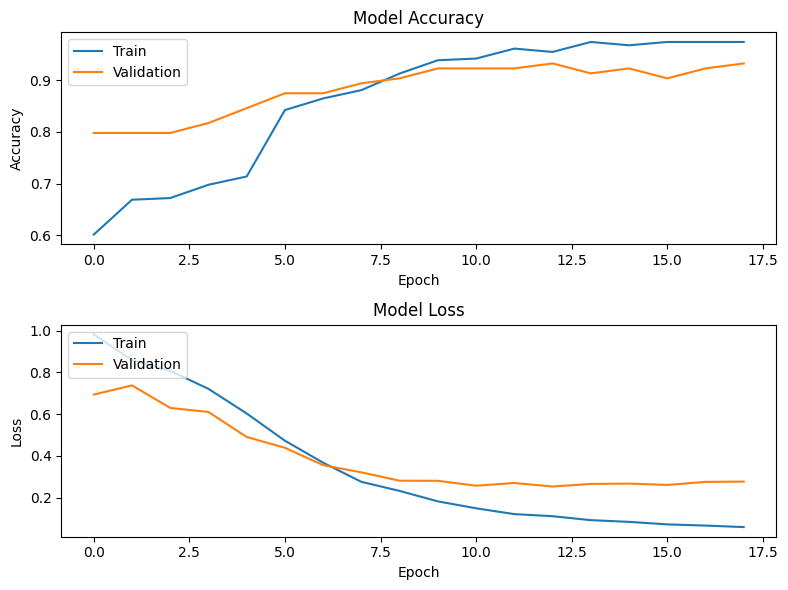 Model Accuracy
Train
Validation
0.9
0.8
0.7
0.6
Accuracy
0.0 2.5 5.0 7.5 10.0 12.5 15.0 17.5
Epoch
Model Loss
Train
Validation
1.0
0.8
0.6
0.4
0.2
Loss
0.0 2.5 5.0 7.5 10.0 12.5 15.0 17.5
Epoch